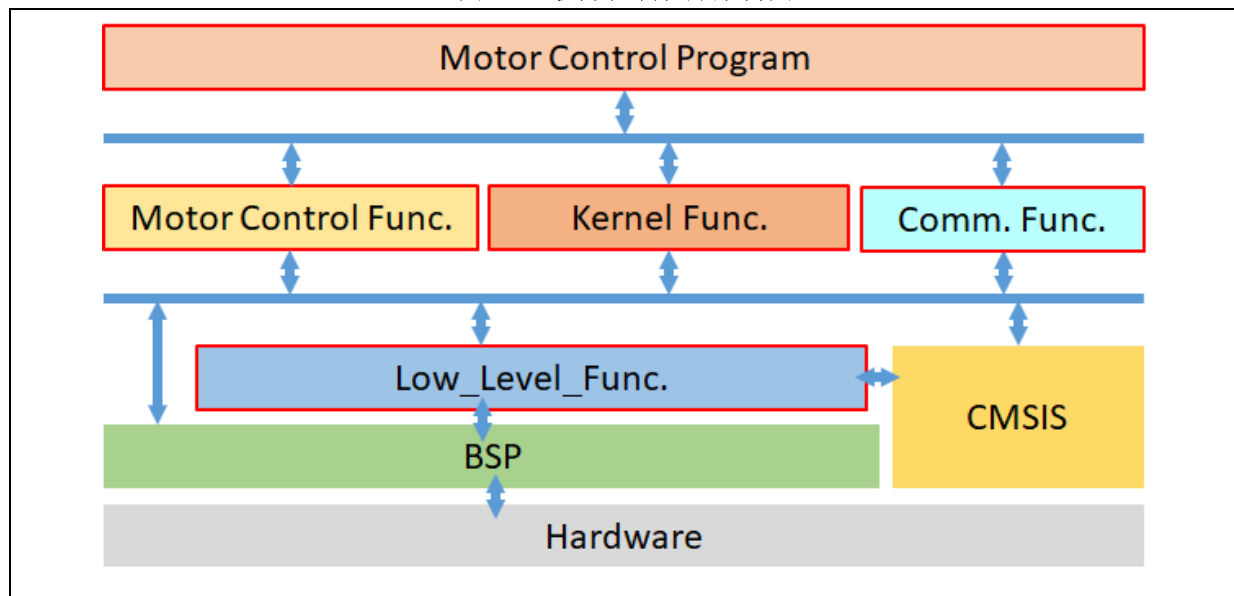 Motor Control Program
Motor Control Func.
Kernel Func.
Comm. Func.
Low_Level_Func.
CMSIS
BSP
Hardware